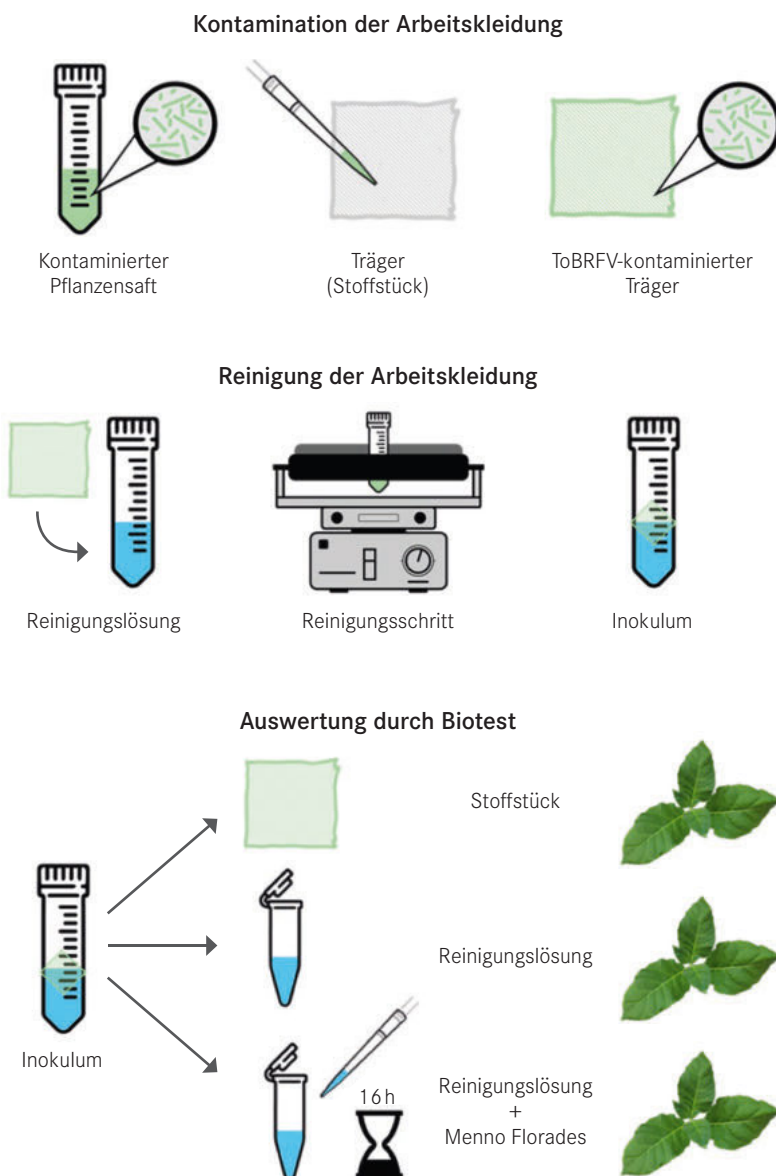 Kontamination der Arbeitskleidung
Kontaminierter
Pflanzensaft
Träger
(Stoffstück)
ToBRFV-kontaminierter
Träger
Reinigung der Arbeitskleidung
Reinigungslösung
Reinigungsschritt
Inokulum
Auswertung durch Biotest
Stoffstück
Reinigungslösung
Inokulum
16h
Reinigungslösung
+
Menno Florades